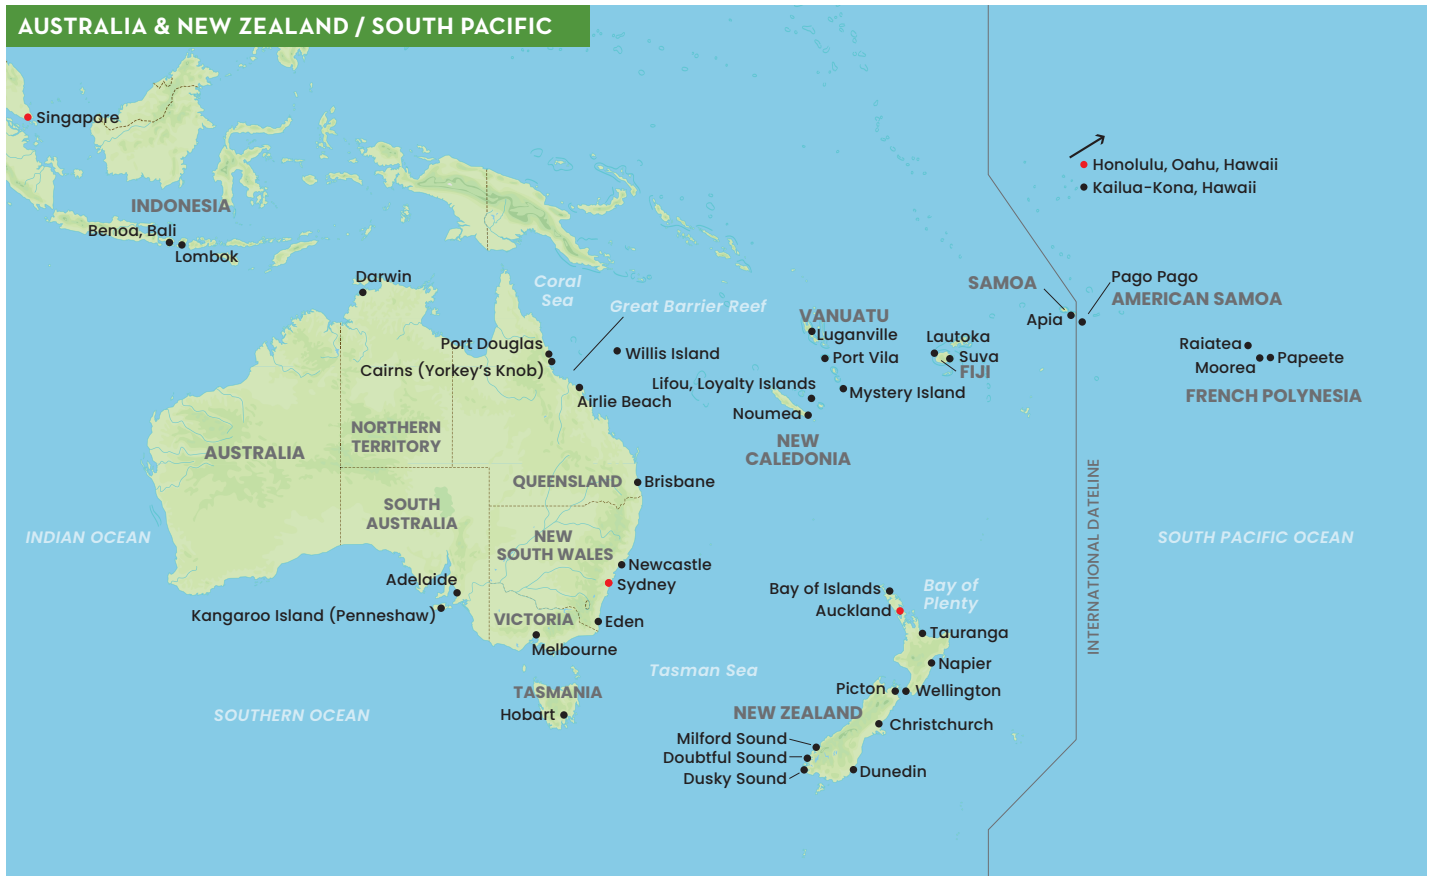 AUSTRALIA & NEW ZEALAND / SOUTH PACIFIC
Singapore
Honolulu, Oahu, Hawaii
Kailua-Kona, Hawaii
INDONESIA
Benoa, Bali
Lombok
Darwin
Coral
Sea
Great Barrier Reef
Pago Pago
SAMOA
AMERICAN SAMOA
Apia
VANUATU
Luganville
Lautoka
Suva
FIJI
Port Vila
Port Douglas
Cairns (Yorkey's Knob)
Willis Island
Raiatea
Moorea
Papeete
FRENCH POLYNESIA
Airlie Beach
Lifou, Loyalty Islands
Mystery Island
Noumea
NEW
CALEDONIA
NORTHERN
TERRITORY
AUSTRALIA
QUEENSLAND
Brisbane
SOUTH
AUSTRALIA
INDIAN OCEAN
NEW
SOUTH WALES
INTERNATIONAL DATELINE
SOUTH PACIFIC OCEAN
Newcastle
Sydney
Adelaide
Kangaroo Island (Penneshaw)
VICTORIA
Eden
Melbourne
Bay of Islands
Auckland
Bay of
Plenty
Tauranga
Napier
Tasman Sea
Picton
Wellington
TASMANIA
Hobart
SOUTHERN OCEAN
NEW ZEALAND
Christchurch
Milford Sound
Doubtful Sound
Dusky Sound
Dunedin